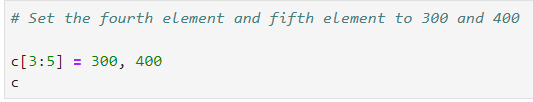 # Set the fourth element and fifth element to 300 and 400
c[3:5] = 300, 400
c